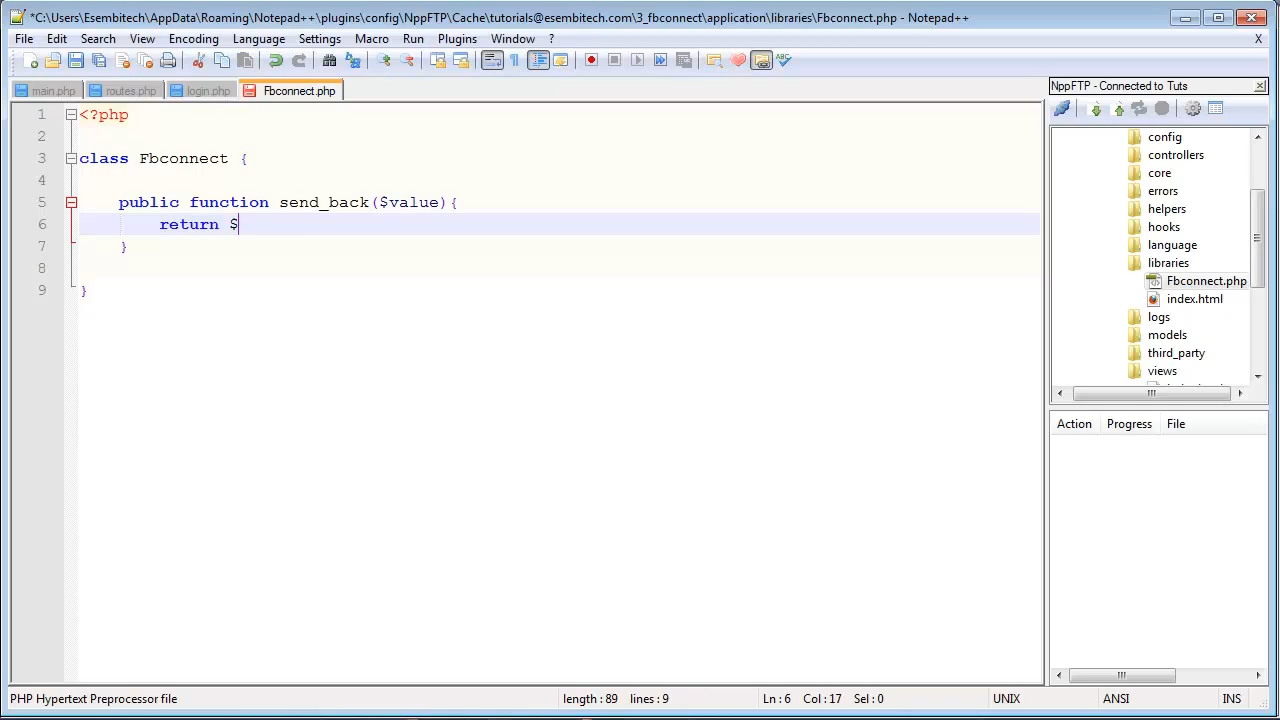 *C:\Users\Esembitech\AppData\Roaming\Notepad++\plugins\config\NppFTP\Cache\tutorials@esembitech.com\3_fbconnect\application\libraries\Fbconnect.php - Notepad++
File Edit Search View Encoding Language Settings Macro Run Plugins Window ? X
main.php routes.php login.php Fbconnect.php
NppFTP - Connected to Tuts
1 <?php
2
3 class Fbconnect {
4
5 public function send_back($value){
6 return $
7 }
8
9 }
config
controllers
core
errors
helpers
hooks
language
libraries
Fbconnect.php
index.html
logs
models
third_party
views
Action Progress File
PHP Hypertext Preprocessor file length : 89 lines : 9 Ln : 6 Col : 17 Sel : 0 UNIX ANSI INS